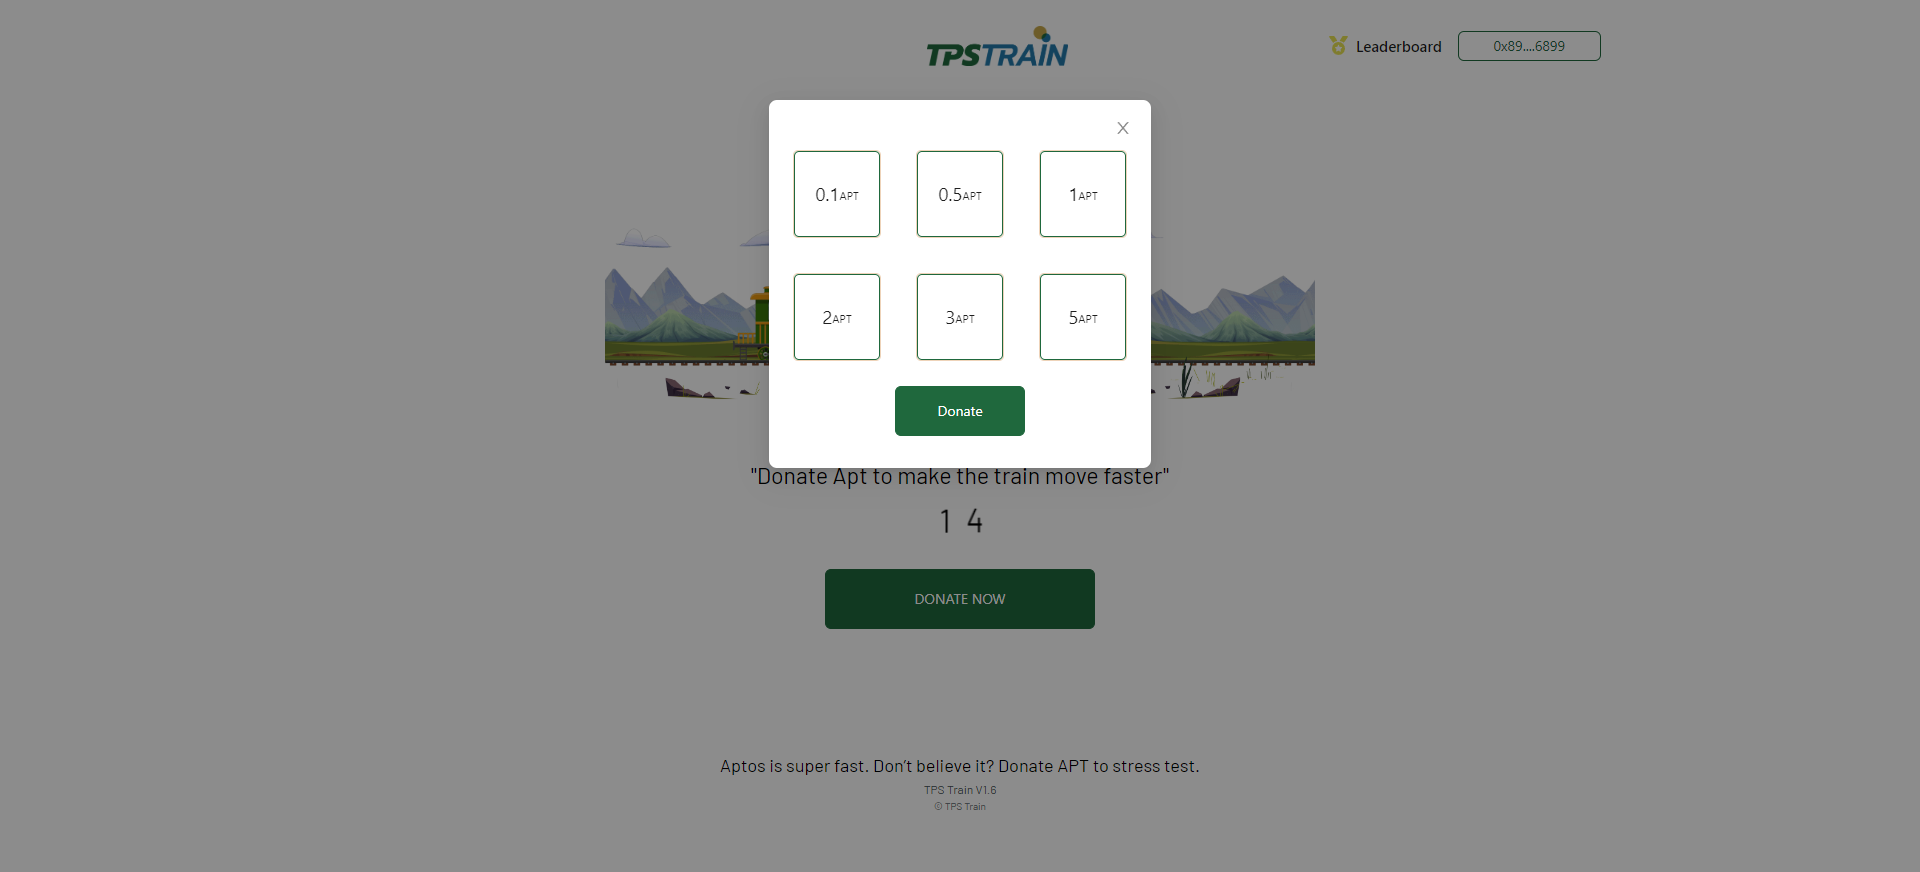 TPSTRAIN
Leaderboard
0x89....6899
0.1APT
0.5APT
1APT
2APT
3APT
5APT
Donate
"Donate Apt to make the train move faster"
1 4
DONATE NOW
Aptos is super fast. Don’t believe it? Donate APT to stress test.
TPS Train V1.6
© TPS Train